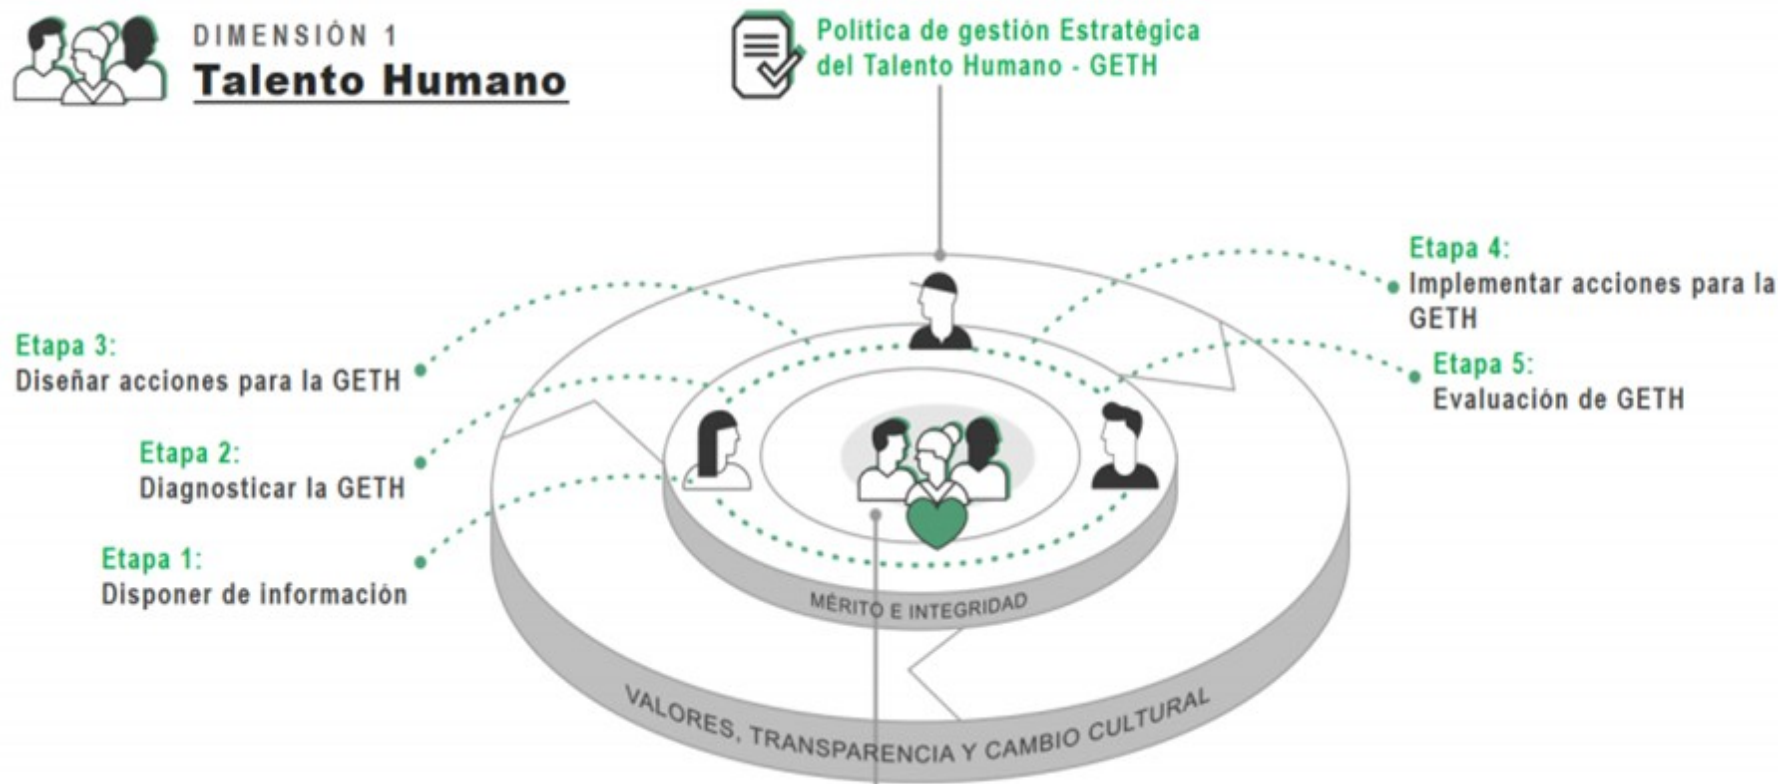 DIMENSIÓN 1
Talento Humano
Política de gestión Estratégica
del Talento Humano - GETH
Etapa 3:
Diseñar acciones para la GETH
Etapa 2:
Diagnosticar la GETH
Etapa 1:
Disponer de información
Etapa 4:
Implementar acciones para la
GETH
Etapa 5:
Evaluación de GETH
MÉRITO E INTEGRIDAD
VALORES, TRANSPARENCIA Y CAMBIO CULTURAL